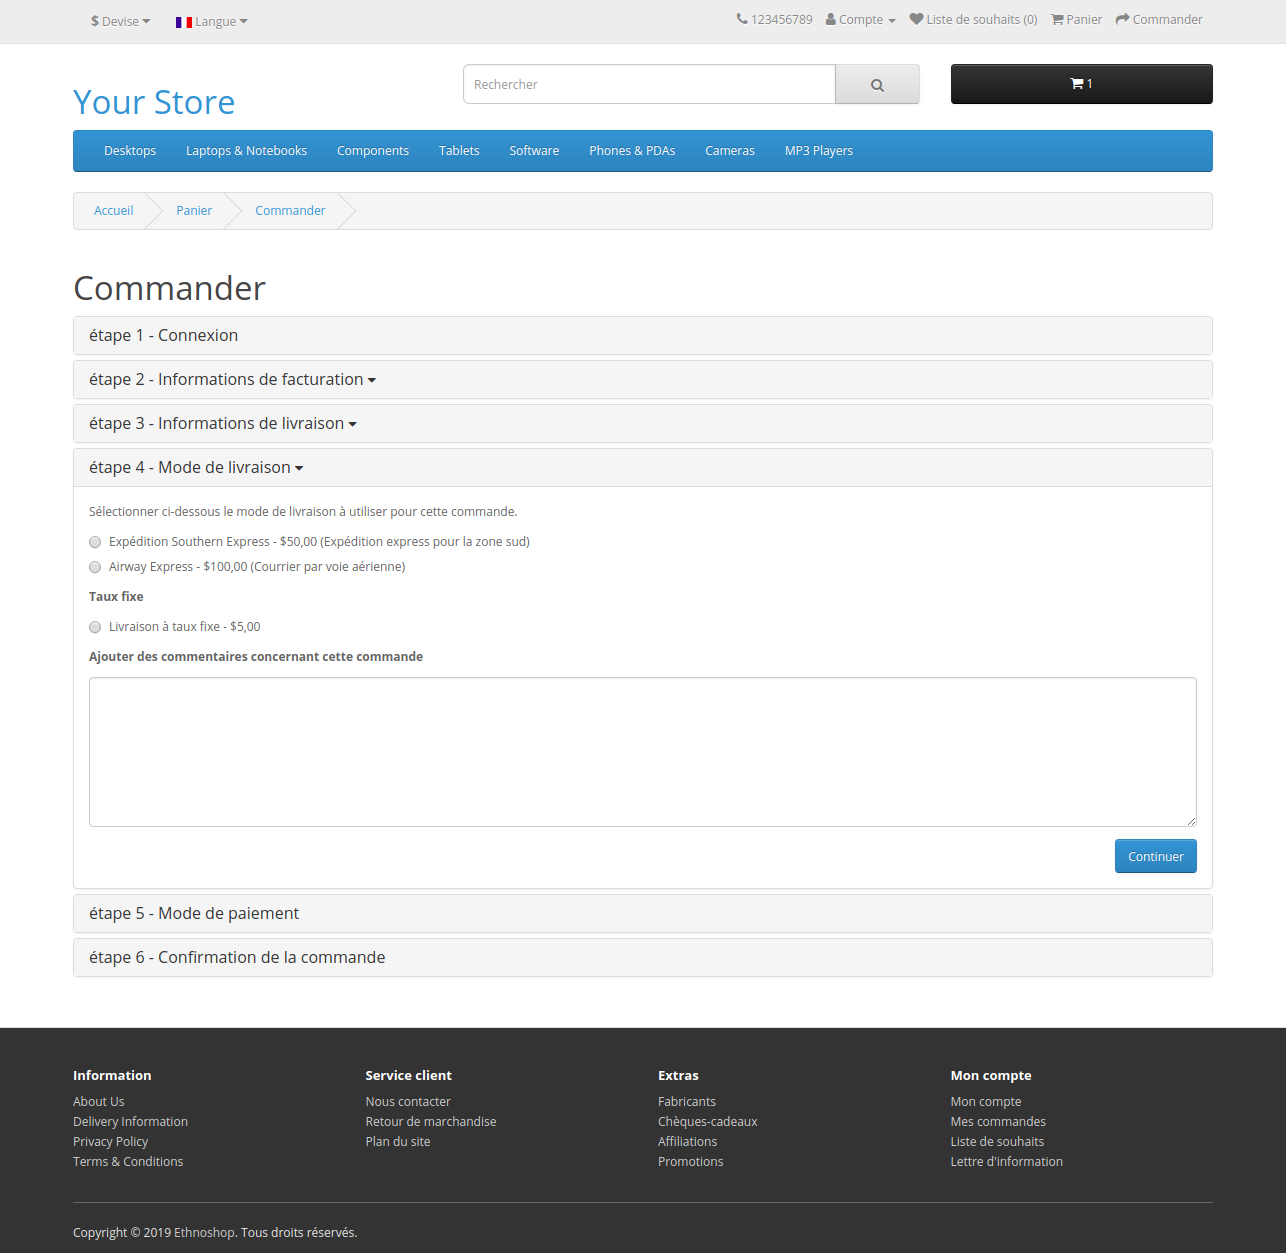 $ Devise Langue 123456789 Compte Liste de souhaits (0) Panier Commander
Your Store
Rechercher
1
Desktops Laptops & Notebooks Components Tablets Software Phones & PDAs Cameras MP3 Players
Accueil Panier Commander
Commander
étape 1 - Connexion
étape 2 - Informations de facturation
étape 3 - Informations de livraison
étape 4 - Mode de livraison
Sélectionner ci-dessous le mode de livraison à utiliser pour cette commande.
Expédition Southern Express - $50,00 (Expédition express pour la zone sud)
Airway Express - $100,00 (Courrier par voie aérienne)
Taux fixe
Livraison à taux fixe - $5,00
Ajouter des commentaires concernant cette commande
Continuer
étape 5 - Mode de paiement
étape 6 - Confirmation de la commande
Information
About Us
Delivery Information
Privacy Policy
Terms & Conditions
Service client
Nous contacter
Retour de marchandise
Plan du site
Extras
Fabricants
Chèques-cadeaux
Affiliations
Promotions
Mon compte
Mon compte
Mes commandes
Liste de souhaits
Lettre d'information
Copyright © 2019 Ethnoshop. Tous droits réservés.